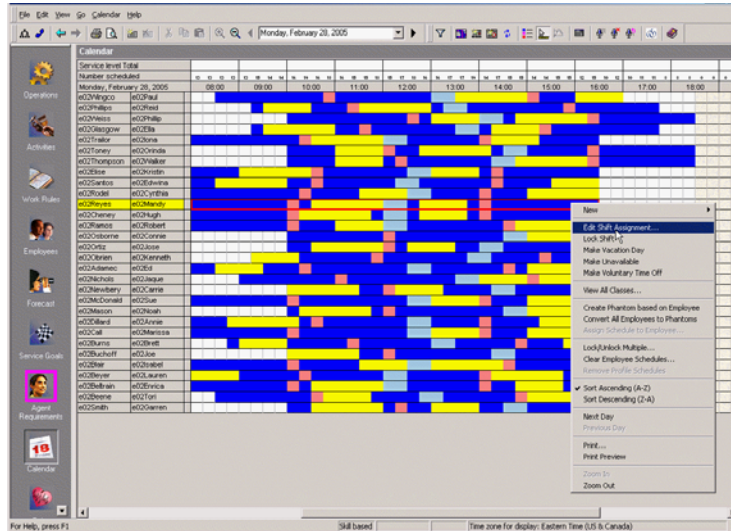 File Edit View Go Calendar Help
Monday, February 28, 2005
Calendar
Service level Total
Number scheduled
Monday, February 28, 2005 08:00 09:00 10:00 11:00 12:00 13:00 14:00 15:00 16:00 17:00 18:00
e02Wingco e02Paul
e02Phillips e02Reid
e02Weiss e02Phillip
e02Glasgow e02Ella
e02Trailor e02Iona
e02Toney e02Orinda
e02Thompson e02Walker
e02Elise e02Kristin
e02Santos e02Edwina
e02Rodel e02Cynthia
e02Reyes e02Mandy
e02Cheney e02Hugh
e02Ramos e02Robert
e02Osborne e02Connie
e02Ortiz e02Jose
e02Obrien e02Kenneth
e02Adamec e02Ed
e02Nichols e02Jaque
e02Newbery e02Carrie
e02McDonald e02Sue
e02Mason e02Noah
e02Dillard e02Annie
e02Call e02Marissa
e02Burns e02Brett
e02Buchoff e02Joe
e02Blair e02Isabel
e02Beyer e02Lauren
e02Beltrain e02Enrica
e02Beene e02Tori
e02Smith e02Garren
Operations
Activities
Work Rules
Employees
Forecast
Service Goals
Agent
Requirements
18
Calendar
New
Edit Shift Assignment...
Lock Shift
Make Vacation Day
Make Unavailable
Make Voluntary Time Off
View All Classes...
Create Phantom based on Employee
Convert All Employees to Phantoms
Assign Schedule to Employee...
Lock/Unlock Multiple...
Clear Employee Schedules...
Remove Profile Schedules
Sort Ascending (A-Z)
Sort Descending (Z-A)
Next Day
Previous Day
Print...
Print Preview
Zoom In
Zoom Out
For Help, press F1
Skill based
Time zone for display: Eastern Time (US & Canada)